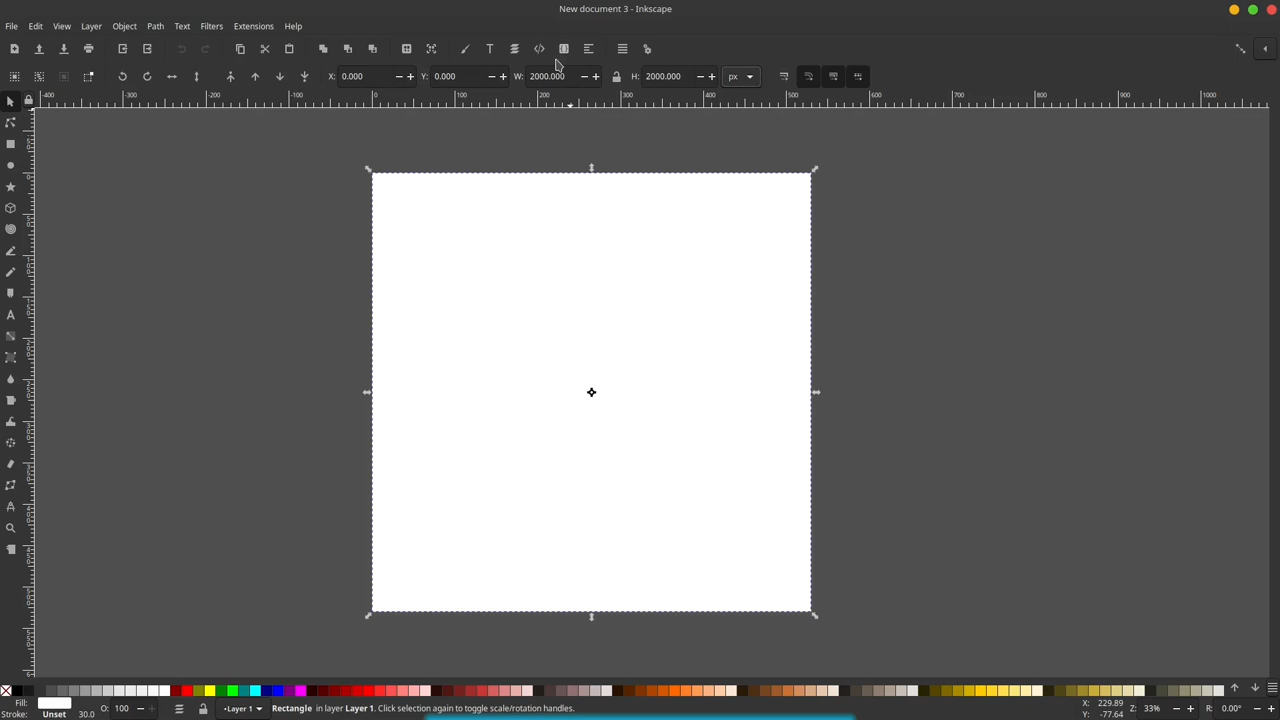 New document 3 - Inkscape
File Edit View Layer Object Path Text Filters Extensions Help
X: 0.000 Y: 0.000 W: 2000.000 H: 2000.000 px
-400 -300 -200 -100 0 100 200 300 400 500 600 700 800 900 1000
Fill: O: 100 Layer 1 Rectangle in layer Layer 1. Click selection again to toggle scale/rotation handles. X: 229.89 Z: 33% R: 0.00°
Stroke: Unset 30.0 Y: -77.64